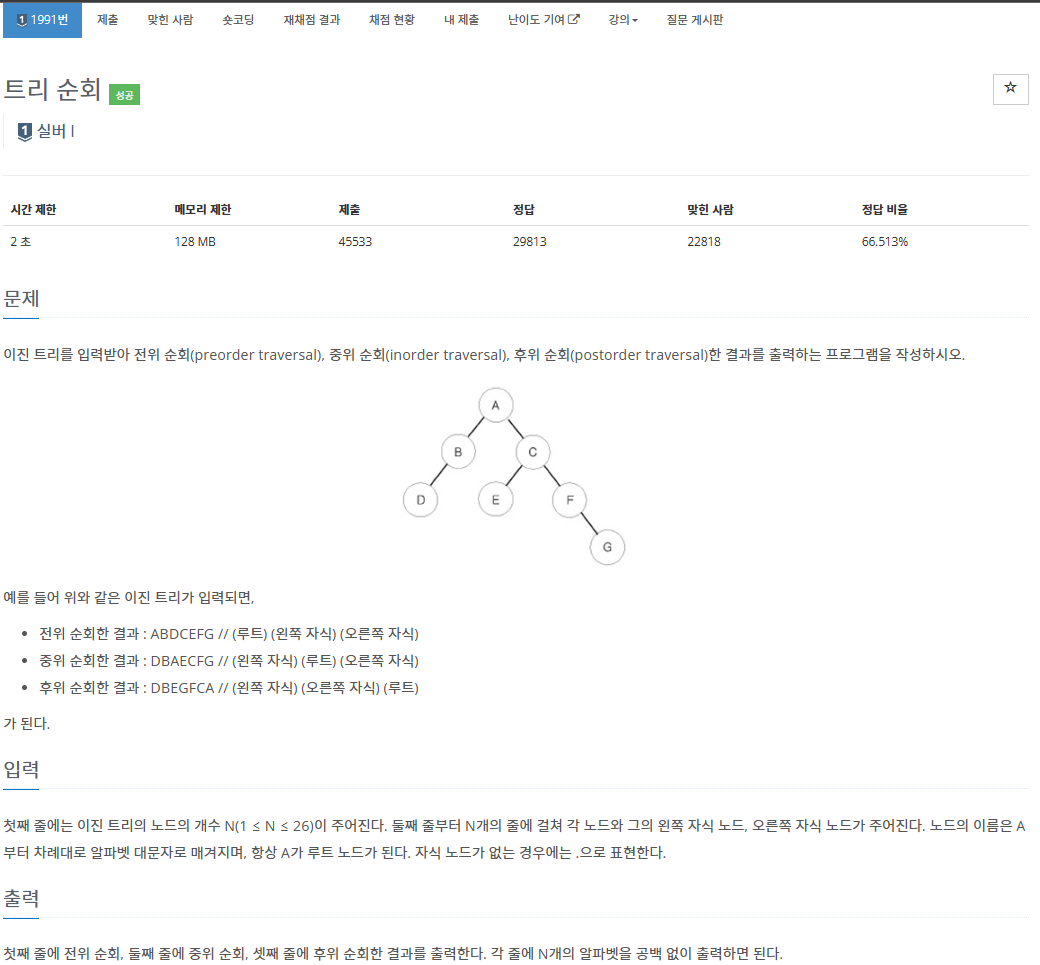 1 1991번 제출 맞힌 사람 숏코딩 재채점 결과 채점 현황 내 제출 난이도 기여 강의 질문 게시판
트리 순회 성공
1 실버 I
시간 제한 메모리 제한 제출 정답 맞힌 사람 정답 비율
2 초 128 MB 45533 29813 22818 66.513%
문제
이진 트리를 입력받아 전위 순회(preorder traversal), 중위 순회(inorder traversal), 후위 순회(postorder traversal)한 결과를 출력하는 프로그램을 작성하시오.
A
B C
D E F
G
예를 들어 위와 같은 이진 트리가 입력되면,
• 전위 순회한 결과 : ABDCEFG // (루트) (왼쪽 자식) (오른쪽 자식)
• 중위 순회한 결과 : DBAECFG // (왼쪽 자식) (루트) (오른쪽 자식)
• 후위 순회한 결과 : DBEGFCA // (왼쪽 자식) (오른쪽 자식) (루트)
가 된다.
입력
첫째 줄에는 이진 트리의 노드의 개수 N(1 ≤ N ≤ 26)이 주어진다. 둘째 줄부터 N개의 줄에 걸쳐 각 노드와 그의 왼쪽 자식 노드, 오른쪽 자식 노드가 주어진다. 노드의 이름은 A
부터 차례대로 알파벳 대문자로 매겨지며, 항상 A가 루트 노드가 된다. 자식 노드가 없는 경우에는 .으로 표현한다.
출력
첫째 줄에 전위 순회, 둘째 줄에 중위 순회, 셋째 줄에 후위 순회한 결과를 출력한다. 각 줄에 N개의 알파벳을 공백 없이 출력하면 된다.